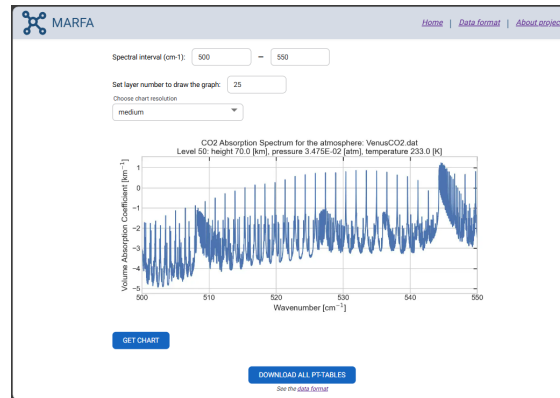 MARFA
Home | Data format | About project
Spectral interval (cm-1): 500 – 550
Set layer number to draw the graph: 25
Choose chart resolution
medium
CO2 Absorption Spectrum for the atmosphere: VenusCO2.dat
Level 50: height 70.0 [km], pressure 3.475E-02 [atm], temperature 233.0 [K]
Volume Absorption Coefficient [km⁻¹]
1
0
−1
−2
−3
−4
−5
500 510 520 530 540 550
Wavenumber [cm⁻¹]
GET CHART
DOWNLOAD ALL PT-TABLES
See the data format